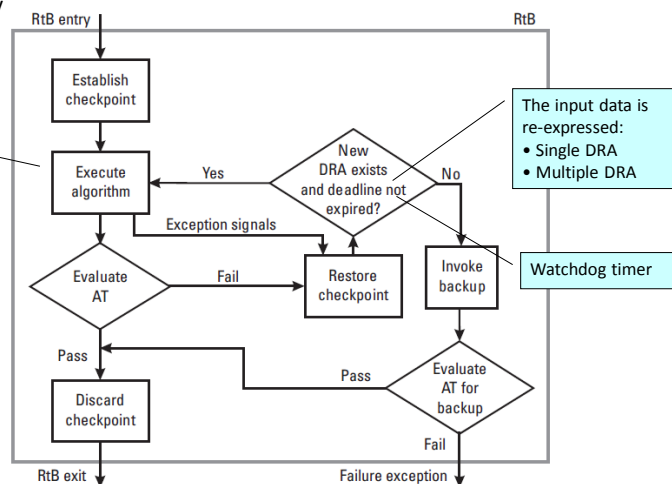 RtB entry
RtB
Establish
checkpoint
The input data is
re-expressed:
• Single DRA
• Multiple DRA
New
DRA exists
and deadline not
expired?
Yes
No
Execute
algorithm
Exception signals
Evaluate
AT
Fail
Restore
checkpoint
Invoke
backup
Watchdog timer
Pass
Pass
Evaluate
AT for
backup
Discard
checkpoint
Fail
RtB exit
Failure exception